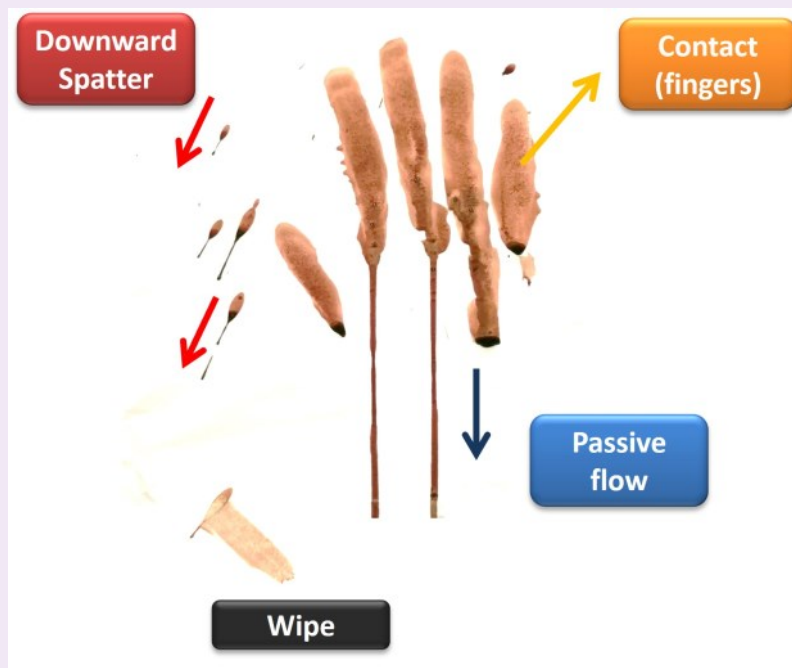 Downward
Spatter
Contact
(fingers)
Passive
flow
Wipe